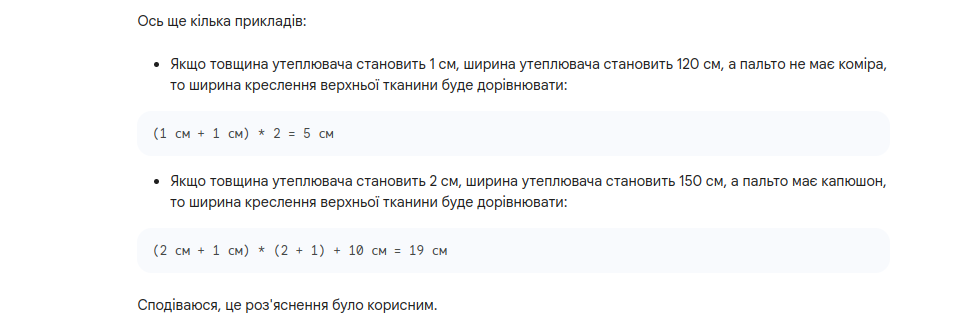 Ось ще кілька прикладів:
• Якщо товщина утеплювача становить 1 см, ширина утеплювача становить 120 см, а пальто не має коміра,
то ширина креслення верхньої тканини буде дорівнювати:
(1 см + 1 см) * 2 = 5 см
• Якщо товщина утеплювача становить 2 см, ширина утеплювача становить 150 см, а пальто має капюшон,
то ширина креслення верхньої тканини буде дорівнювати:
(2 см + 1 см) * (2 + 1) + 10 см = 19 см
Сподіваюся, це роз'яснення було корисним.